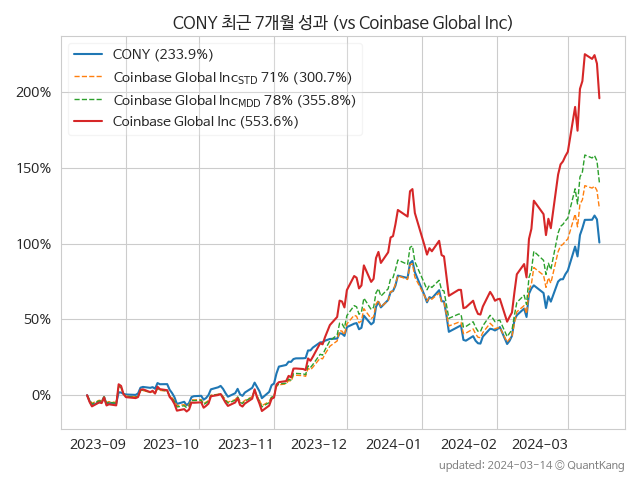 CONY 최근 7개월 성과 (vs Coinbase Global Inc)
CONY (233.9%)
Coinbase Global Inc_STD 71% (300.7%)
Coinbase Global Inc_MDD 78% (355.8%)
Coinbase Global Inc (553.6%)
200%
150%
100%
50%
0%
2023-09 2023-10 2023-11 2023-12 2024-01 2024-02 2024-03
updated: 2024-03-14 © QuantKang